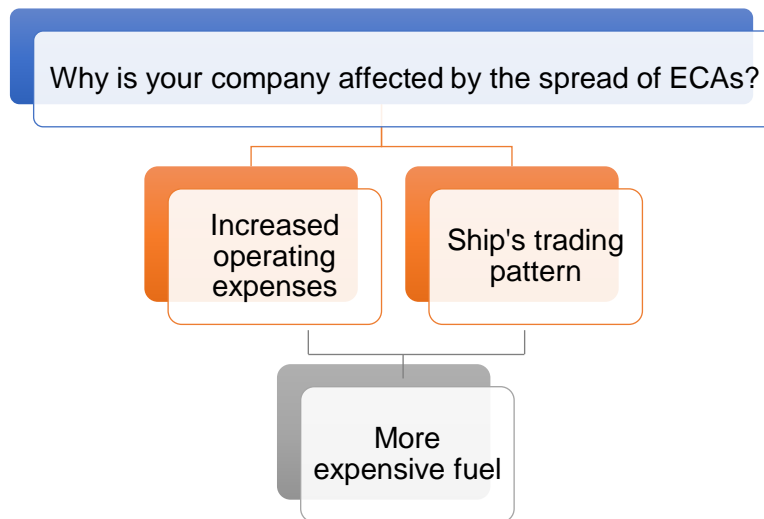 Why is your company affected by the spread of ECAs?
Increased
operating
expenses
Ship's trading
pattern
More
expensive fuel